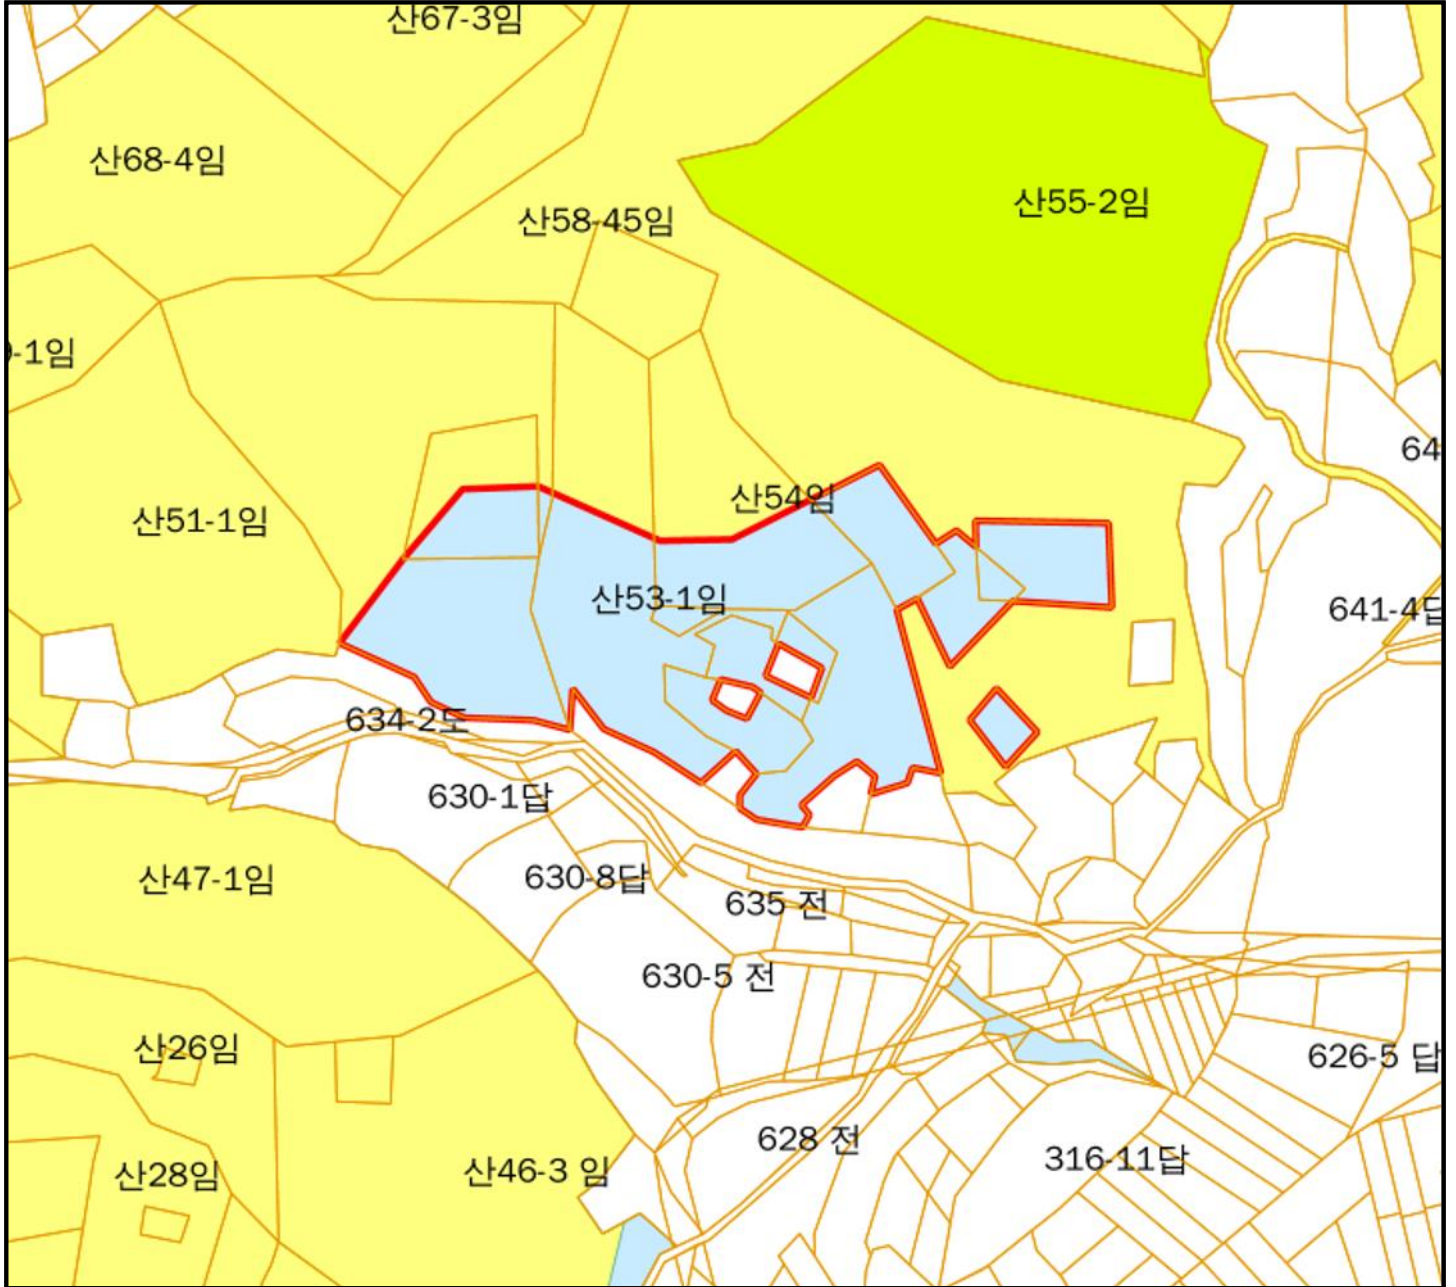 산67-3임
산68-4임
산55-2임
산58-45임
-1임
64
산54임
산51-1임
산53-1임
641-4답
634-2도
630-1답
산47-1임
630-8답
635 전
630-5 전
산26임
626-5 답
628 전
316-11답
산28임
산46-3 임